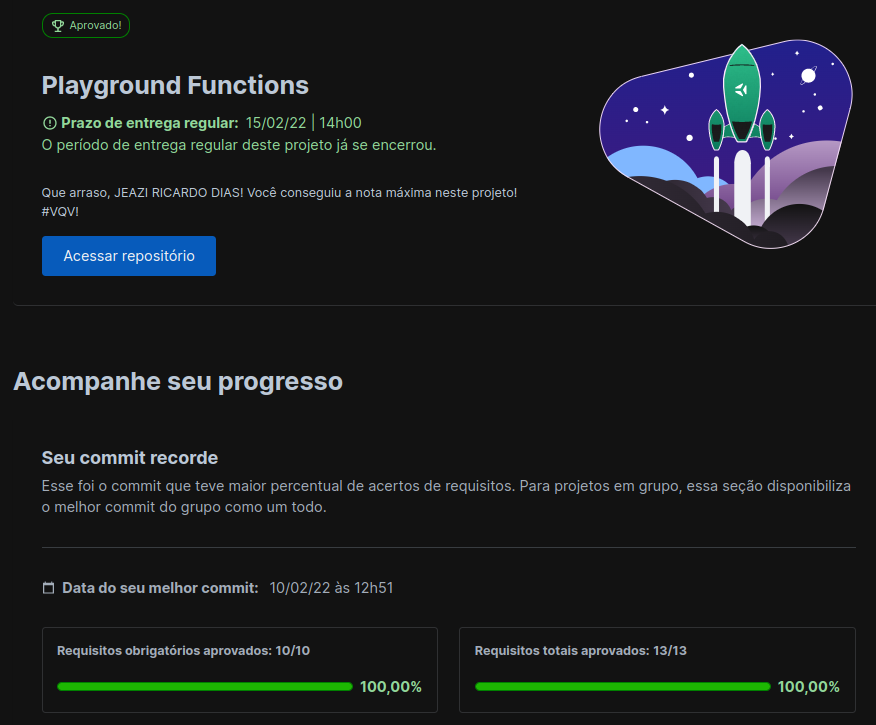 Aprovado!
Playground Functions
Prazo de entrega regular: 15/02/22 | 14h00
O período de entrega regular deste projeto já se encerrou.
Que arraso, JEAZI RICARDO DIAS! Você conseguiu a nota máxima neste projeto!
#VQV!
Acessar repositório
Acompanhe seu progresso
Seu commit recorde
Esse foi o commit que teve maior percentual de acertos de requisitos. Para projetos em grupo, essa seção disponibiliza
o melhor commit do grupo como um todo.
Data do seu melhor commit: 10/02/22 às 12h51
Requisitos obrigatórios aprovados: 10/10
100,00%
Requisitos totais aprovados: 13/13
100,00%